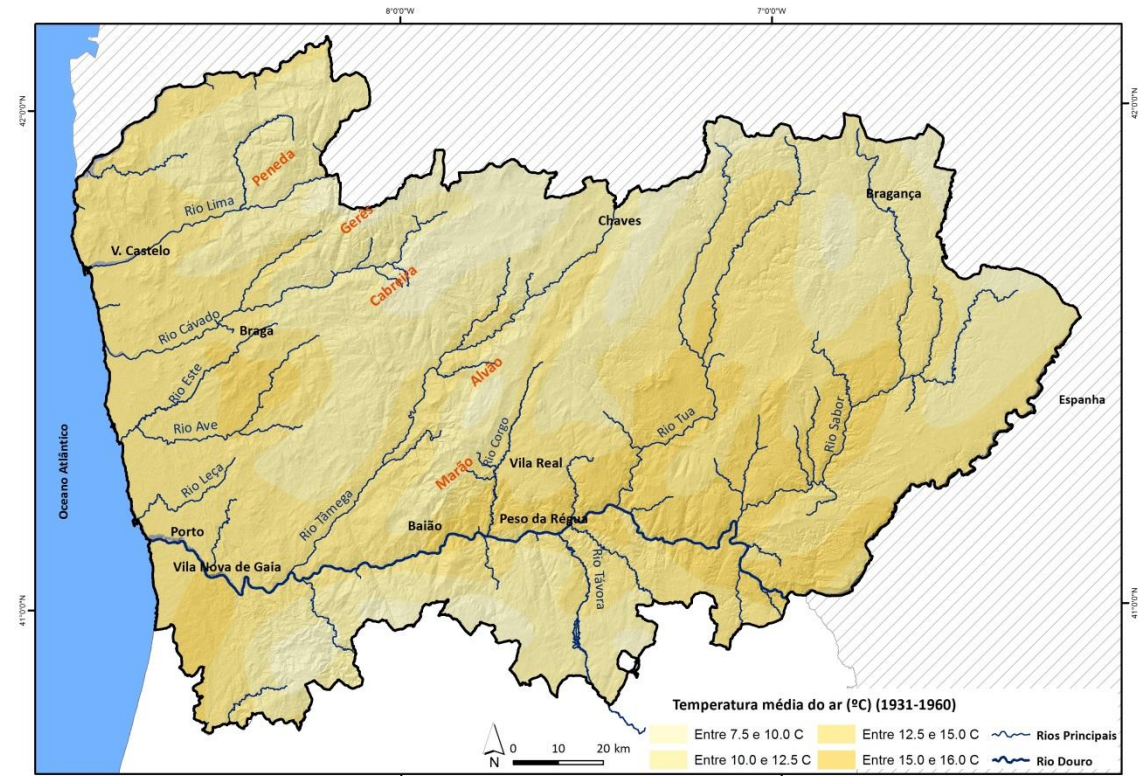 8°0'0"W
7°0'0"W
42°0'0"N
42°0'0"N
Peneda
Bragança
Rio Lima
Gerês
Chaves
V. Castelo
Cabreira
Rio Cávado
Braga
Alvão
Rio Este
Espanha
Rio Ave
Rio Tua
Rio Sabor
Rio Corgo
Oceano Atlântico
Marão
Vila Real
Rio Leça
Rio Tâmega
Baião
Peso da Régua
Porto
Vila Nova de Gaia
Rio Távora
41°0'0"N
41°0'0"N
Temperatura média do ar (ºC) (1931-1960)
Entre 7.5 e 10.0 C
Entre 12.5 e 15.0 C
Rios Principais
Entre 10.0 e 12.5 C
Entre 15.0 e 16.0 C
Rio Douro
N
0 10 20 km